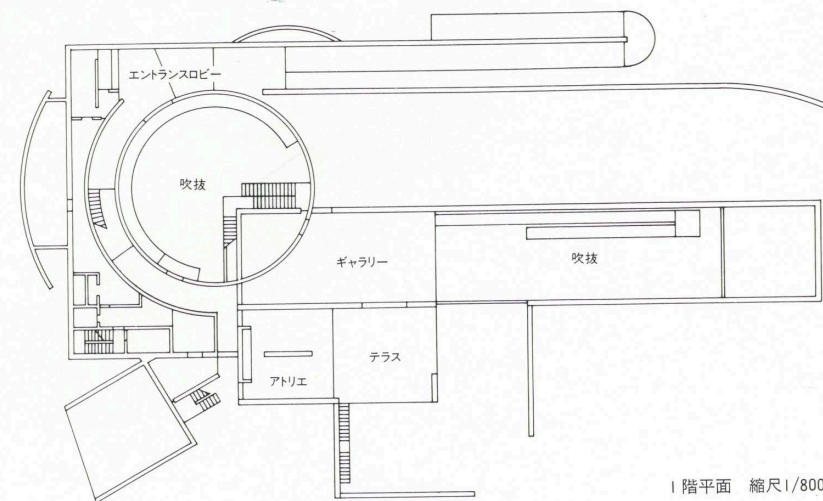 エントランスロビー
吹抜
ギャラリー
吹抜
アトリエ
テラス
1階平面 縮尺1/800